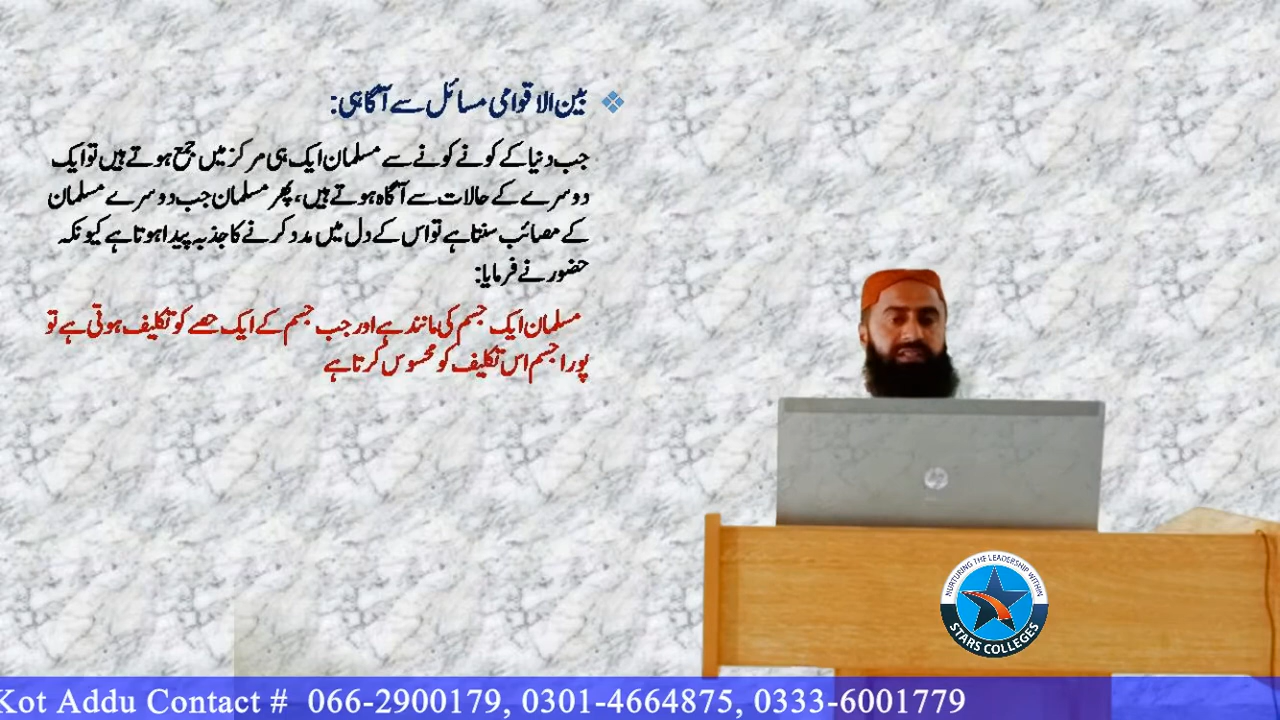 بین الاقوامی مسائل سے آگاہی:
جب دنیا کے کونے کونے سے مسلمان ایک ہی مرکز میں جمع ہوتے ہیں تو ایک
دوسرے کے حالات سے آگاہ ہوتے ہیں، پھر مسلمان جب دوسرے مسلمان
کے مصائب سنتا ہے تو اس کے دل میں مدد کرنے کا جذبہ پیدا ہوتا ہے کیونکہ
حضور نے فرمایا:
مسلمان ایک جسم کی مانند ہے اور جب جسم کے ایک حصے کو تکلیف ہوتی ہے تو
پورا جسم اس تکلیف کو محسوس کرتا ہے
hp
NURTURING THE LEADERSHIP WITHIN
STARS COLLEGES
Kot Addu Contact # 066-2900179, 0301-4664875, 0333-6001779